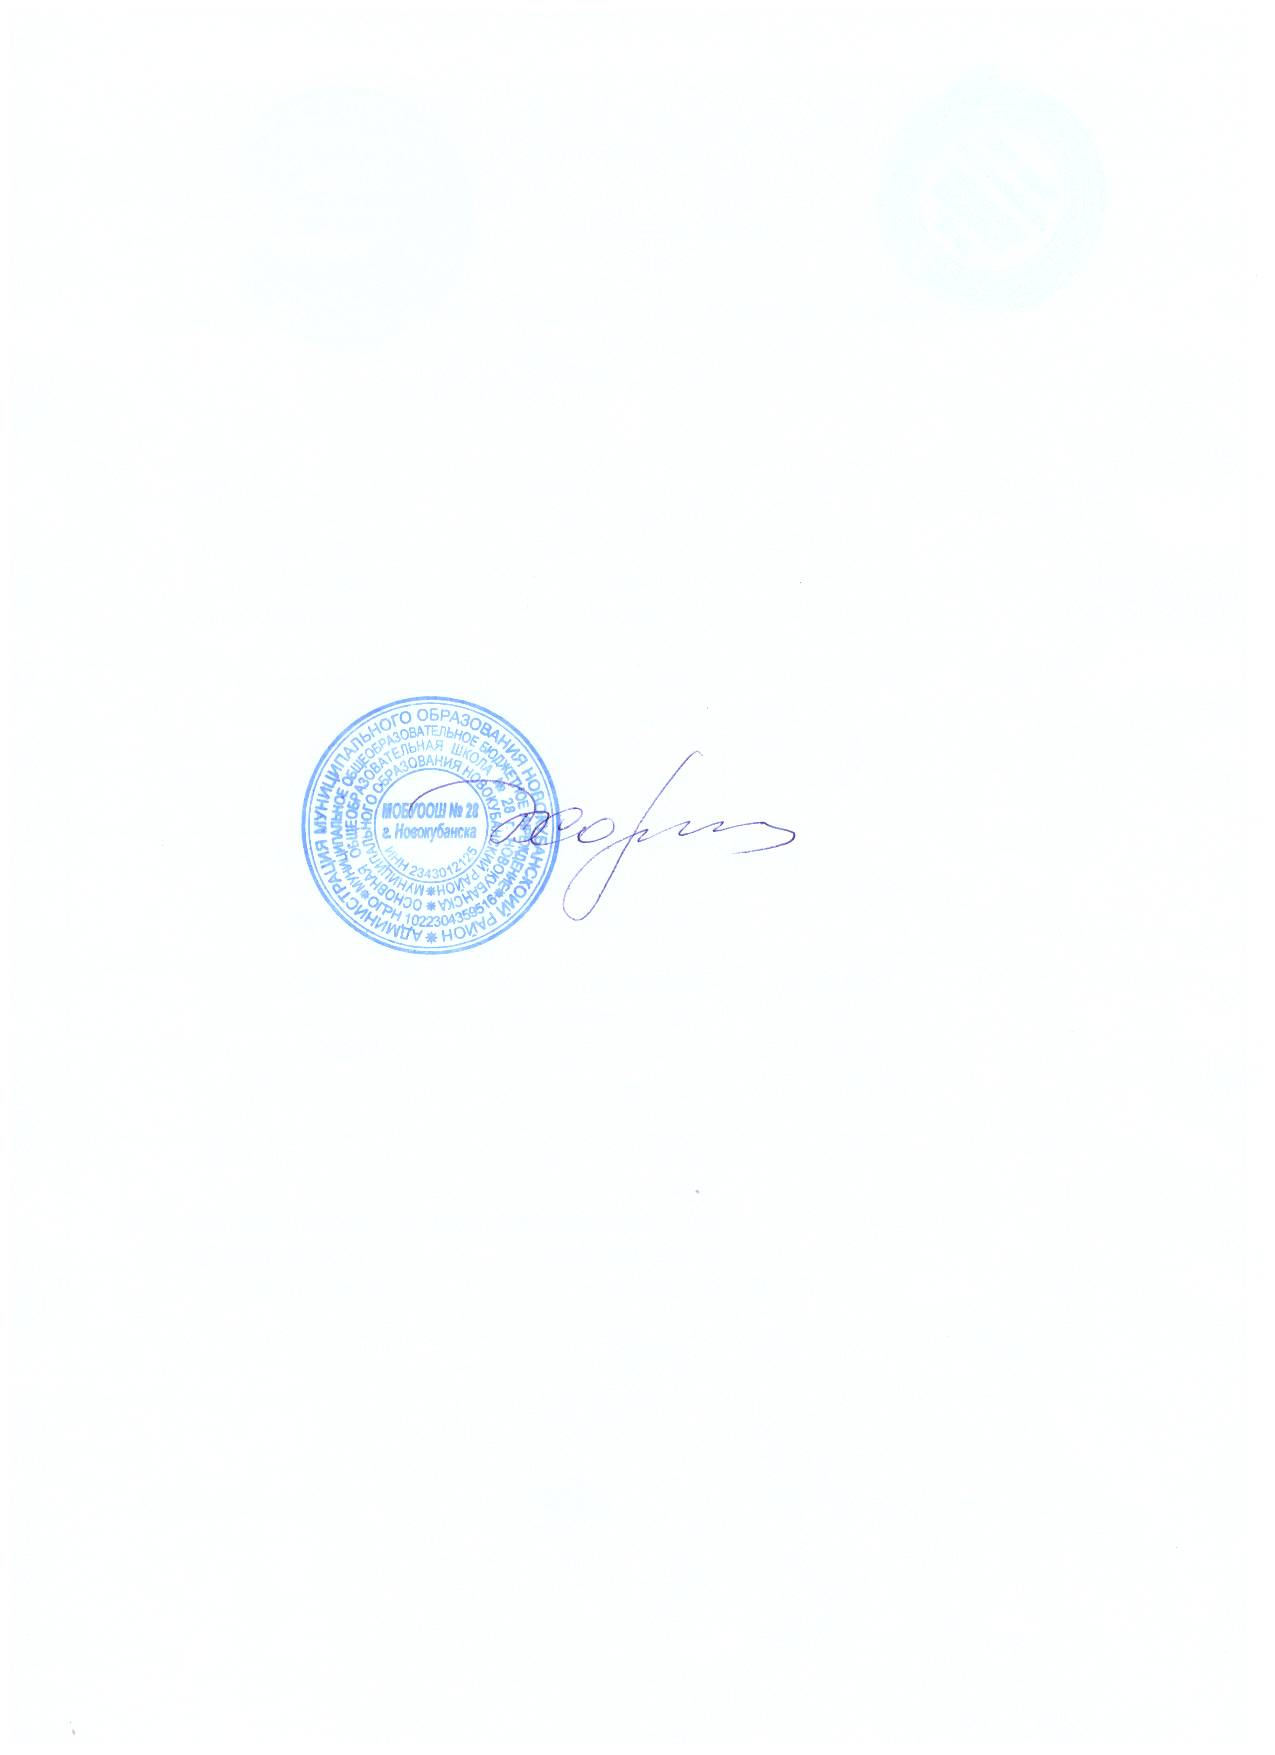 АДМИНИСТРАЦИЯ МУНИЦИПАЛЬНОГО ОБРАЗОВАНИЯ НОВОКУБАНСКИЙ РАЙОН
МУНИЦИПАЛЬНОЕ ОБЩЕОБРАЗОВАТЕЛЬНОЕ БЮДЖЕТНОЕ УЧРЕЖДЕНИЕ
ОГРН 1022304359516
ОСНОВНАЯ ОБЩЕОБРАЗОВАТЕЛЬНАЯ ШКОЛА № 28 г. НОВОКУБАНСКА
МУНИЦИПАЛЬНОГО ОБРАЗОВАНИЯ НОВОКУБАНСКИЙ РАЙОН
МОБУООШ № 28
г. Новокубанска
ИНН 2343012125